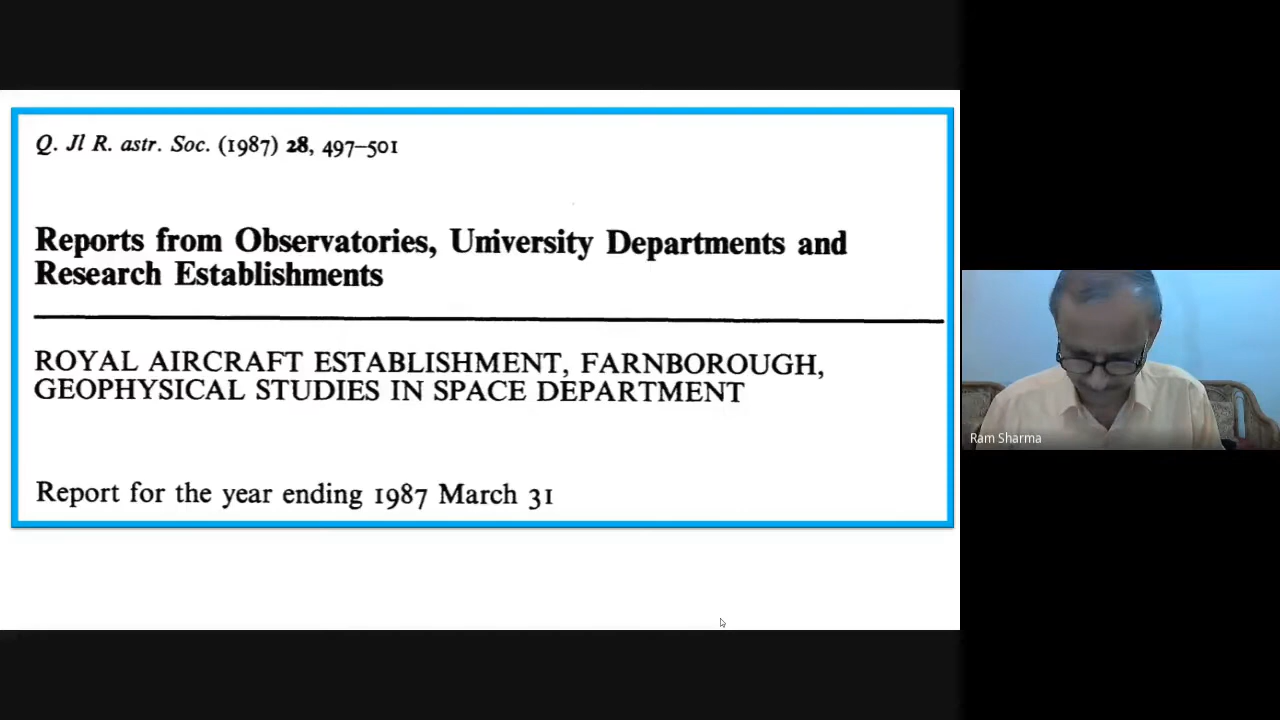 Q. Jl R. astr. Soc. (1987) 28, 497–501
Reports from Observatories, University Departments and
Research Establishments
ROYAL AIRCRAFT ESTABLISHMENT, FARNBOROUGH,
GEOPHYSICAL STUDIES IN SPACE DEPARTMENT
Report for the year ending 1987 March 31
Ram Sharma